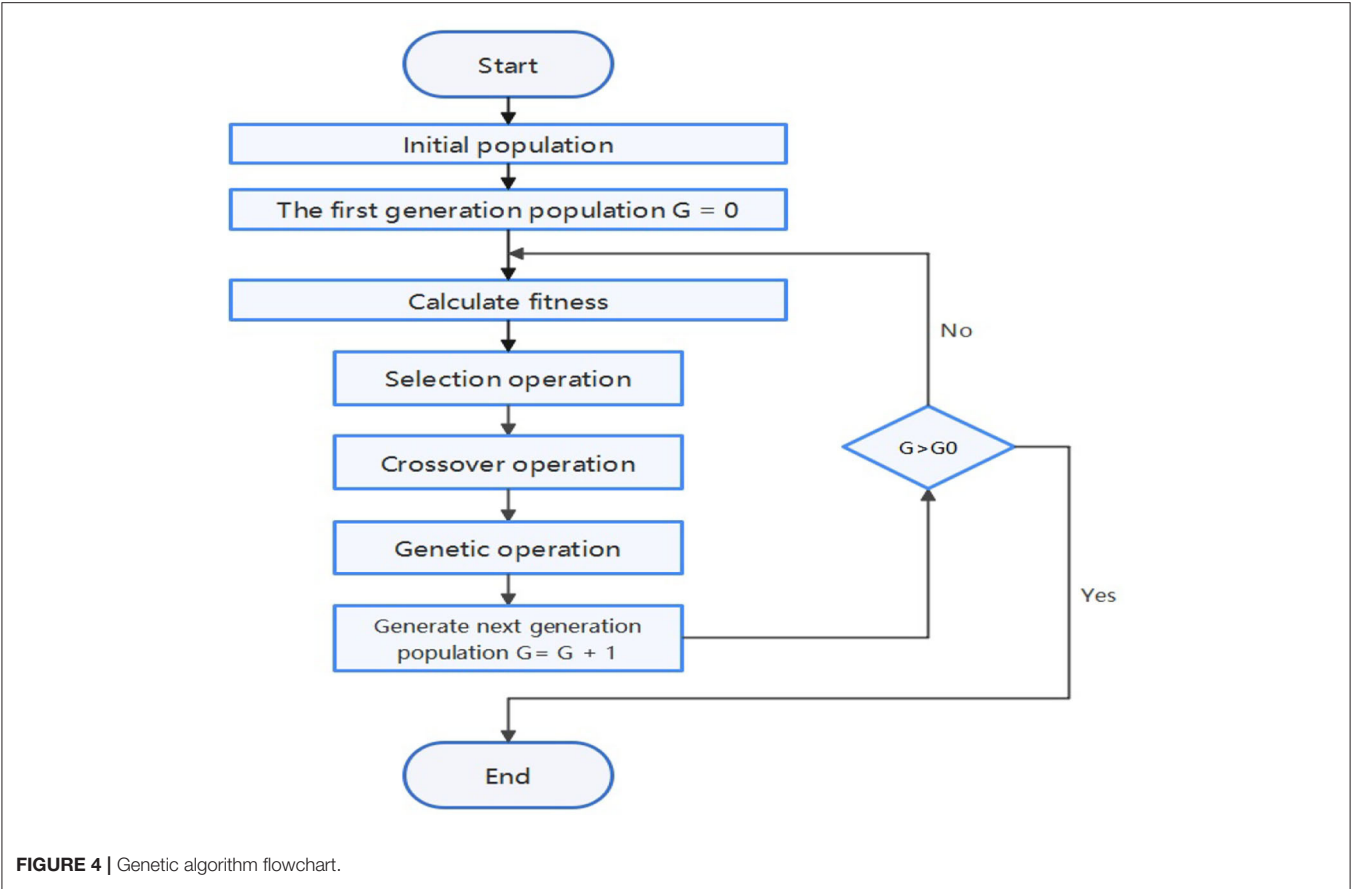 Start
Initial population
The first generation population G = 0
Calculate fitness
Selection operation
Crossover operation
Genetic operation
Generate next generation
population G= G + 1
G>G0
No
Yes
End
FIGURE 4 | Genetic algorithm flowchart.